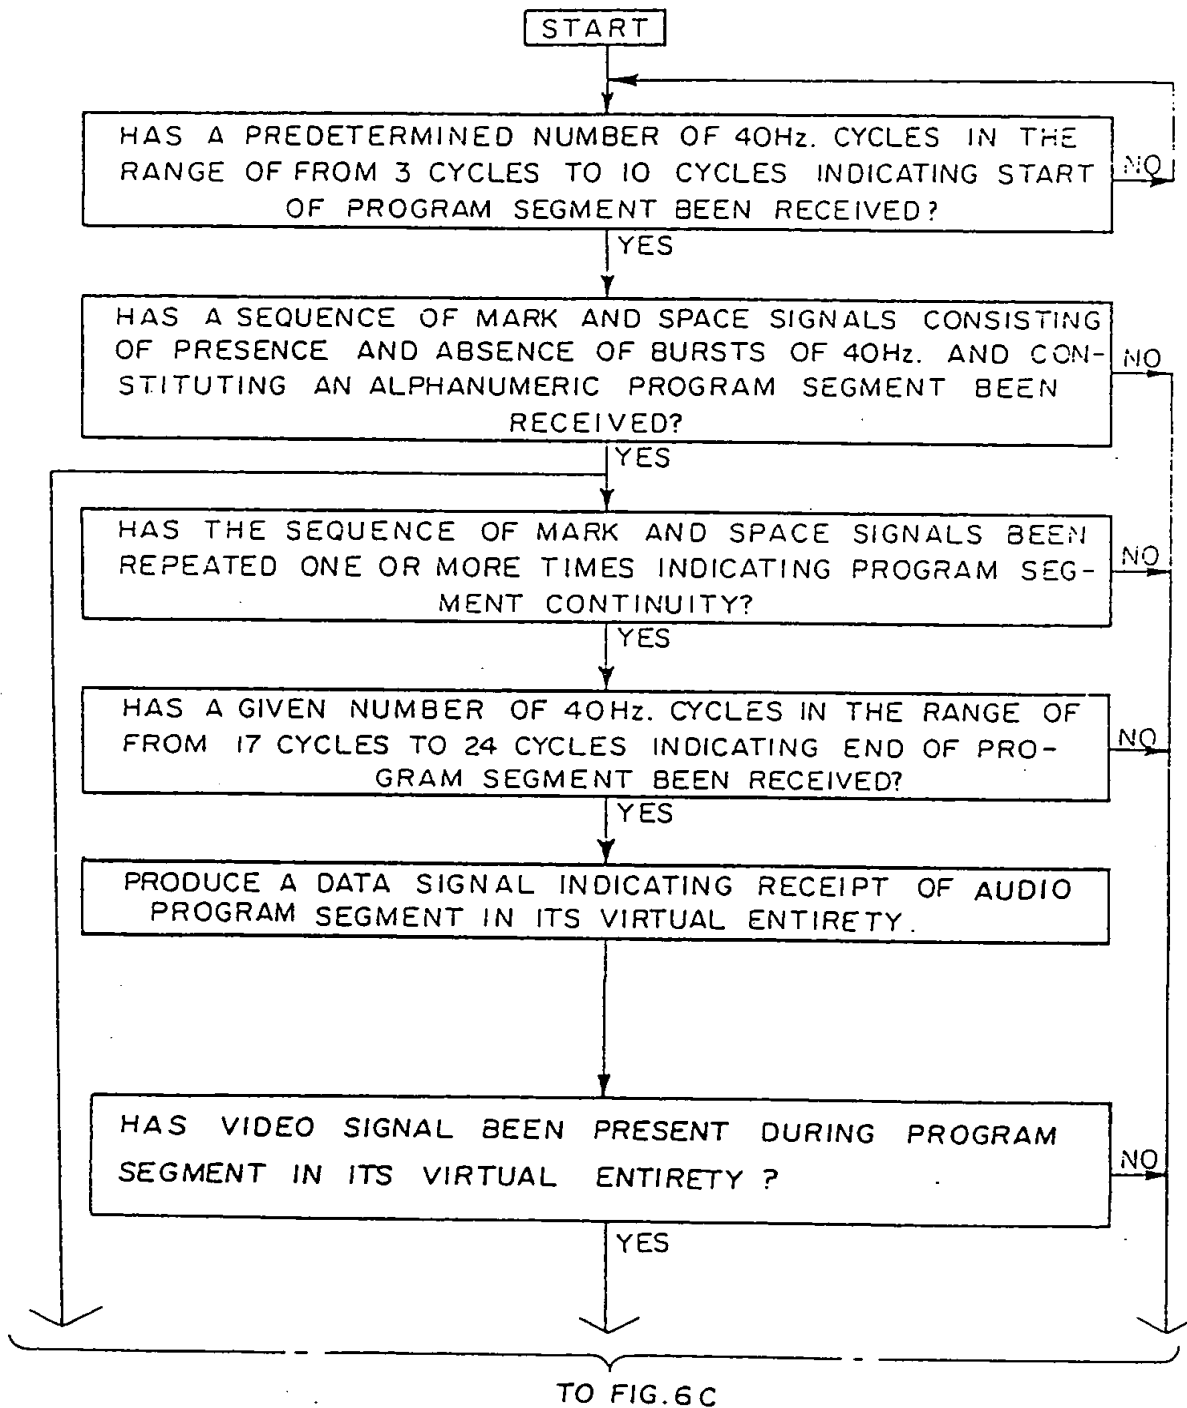 START
HAS A PREDETERMINED NUMBER OF 40Hz. CYCLES IN THE
RANGE OF FROM 3 CYCLES TO 10 CYCLES INDICATING START
OF PROGRAM SEGMENT BEEN RECEIVED?
NO
YES
HAS A SEQUENCE OF MARK AND SPACE SIGNALS CONSISTING
OF PRESENCE AND ABSENCE OF BURSTS OF 40Hz. AND CON-
STITUTING AN ALPHANUMERIC PROGRAM SEGMENT BEEN
RECEIVED?
NO
YES
HAS THE SEQUENCE OF MARK AND SPACE SIGNALS BEEN
REPEATED ONE OR MORE TIMES INDICATING PROGRAM SEG-
MENT CONTINUITY?
NO
YES
HAS A GIVEN NUMBER OF 40Hz. CYCLES IN THE RANGE OF
FROM 17 CYCLES TO 24 CYCLES INDICATING END OF PRO-
GRAM SEGMENT BEEN RECEIVED?
NO
YES
PRODUCE A DATA SIGNAL INDICATING RECEIPT OF AUDIO
PROGRAM SEGMENT IN ITS VIRTUAL ENTIRETY.
HAS VIDEO SIGNAL BEEN PRESENT DURING PROGRAM
SEGMENT IN ITS VIRTUAL ENTIRETY?
NO
YES
TO FIG.6C